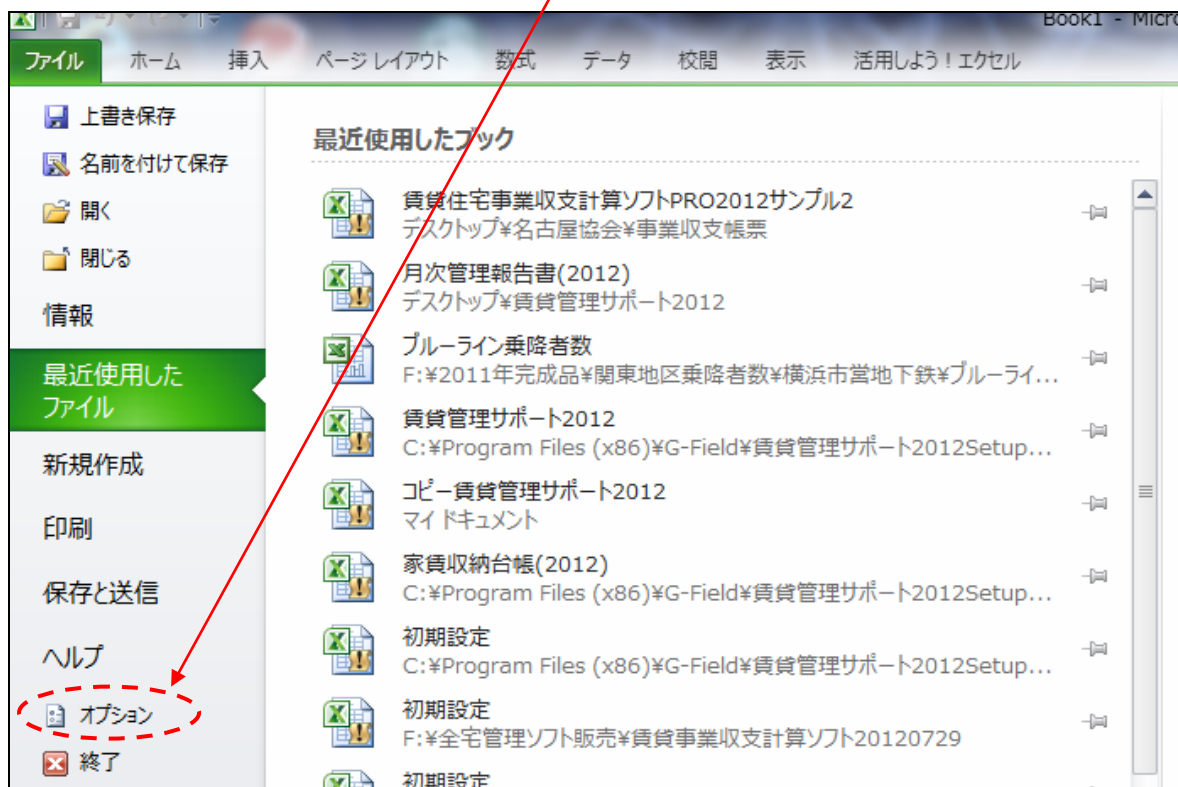 Book1 - Micro
ファイル ホーム 挿入 ページ レイアウト 数式 データ 校閲 表示 活用しよう！エクセル
上書き保存
名前を付けて保存
開く
閉じる
情報
最近使用した
ファイル
新規作成
印刷
保存と送信
ヘルプ
オプション
終了
最近使用したブック
賃貸住宅事業収支計算ソフトPRO2012サンプル2
デスクトップ¥名古屋協会¥事業収支帳票
月次管理報告書(2012)
デスクトップ¥賃貸管理サポート2012
ブルーライン乗降者数
F:¥2011年完成品¥関東地区乗降者数¥横浜市営地下鉄¥ブルーライ...
賃貸管理サポート2012
C:¥Program Files (x86)¥G-Field¥賃貸管理サポート2012Setup...
コピー賃貸管理サポート2012
マイ ドキュメント
家賃収納台帳(2012)
C:¥Program Files (x86)¥G-Field¥賃貸管理サポート2012Setup...
初期設定
C:¥Program Files (x86)¥G-Field¥賃貸管理サポート2012Setup...
初期設定
F:¥全宅管理ソフト販売¥賃貸事業収支計算ソフト20120729
初期設定